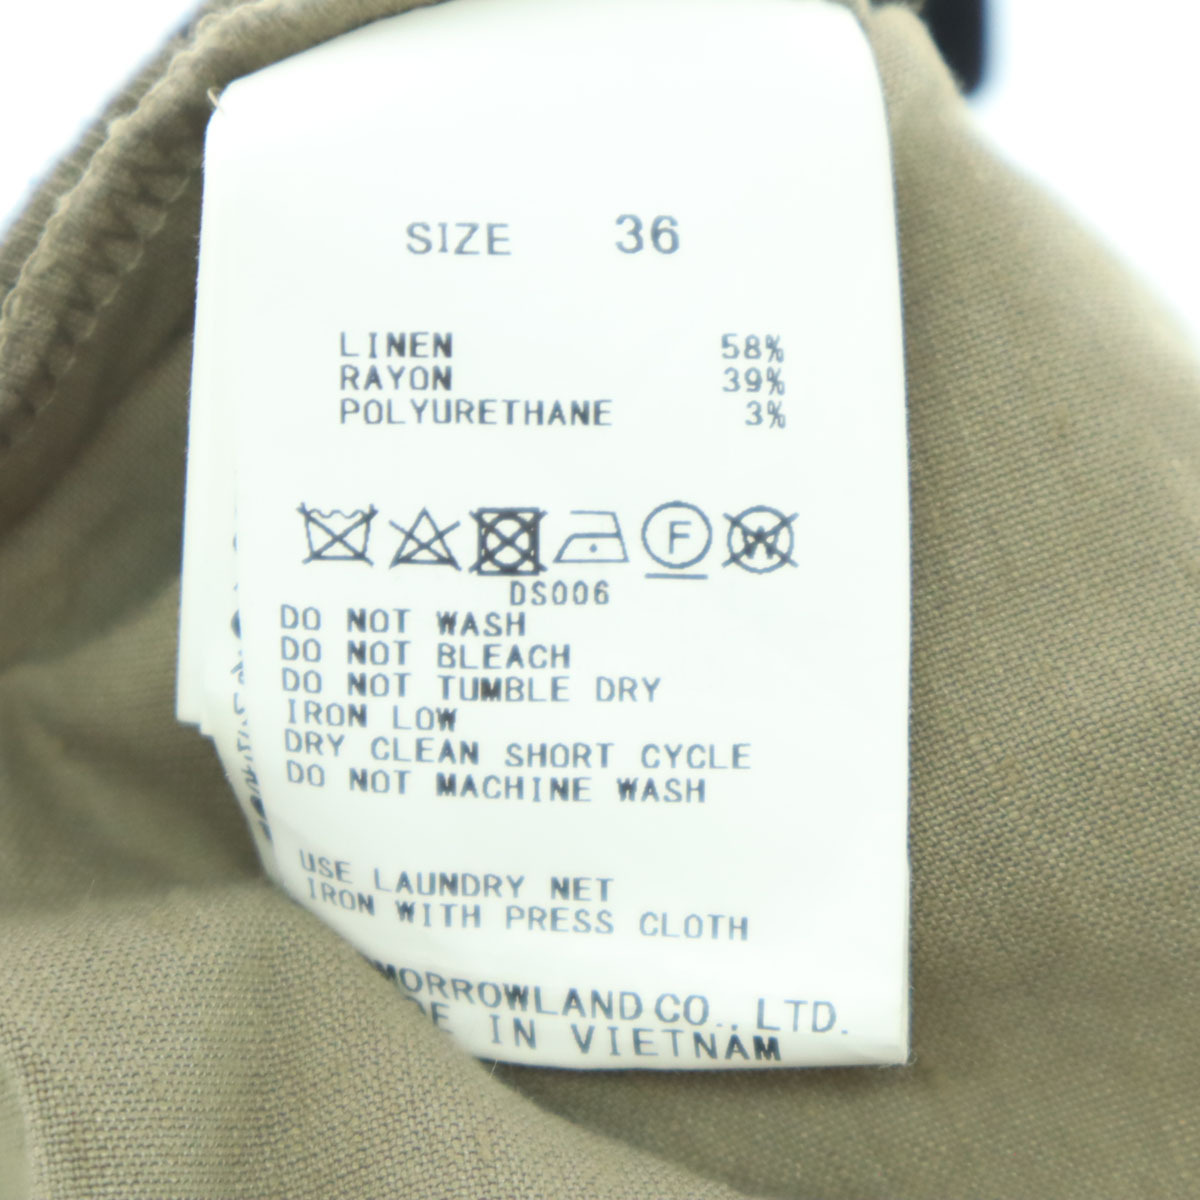 SIZE 36
LINEN 58%
RAYON 39%
POLYURETHANE 3%
F W
DS006
DO NOT WASH
DO NOT BLEACH
DO NOT TUMBLE DRY
IRON LOW
DRY CLEAN SHORT CYCLE
DO NOT MACHINE WASH
USE LAUNDRY NET
IRON WITH PRESS CLOTH
MORROWLAND CO., LTD.
DE IN VIETNAM